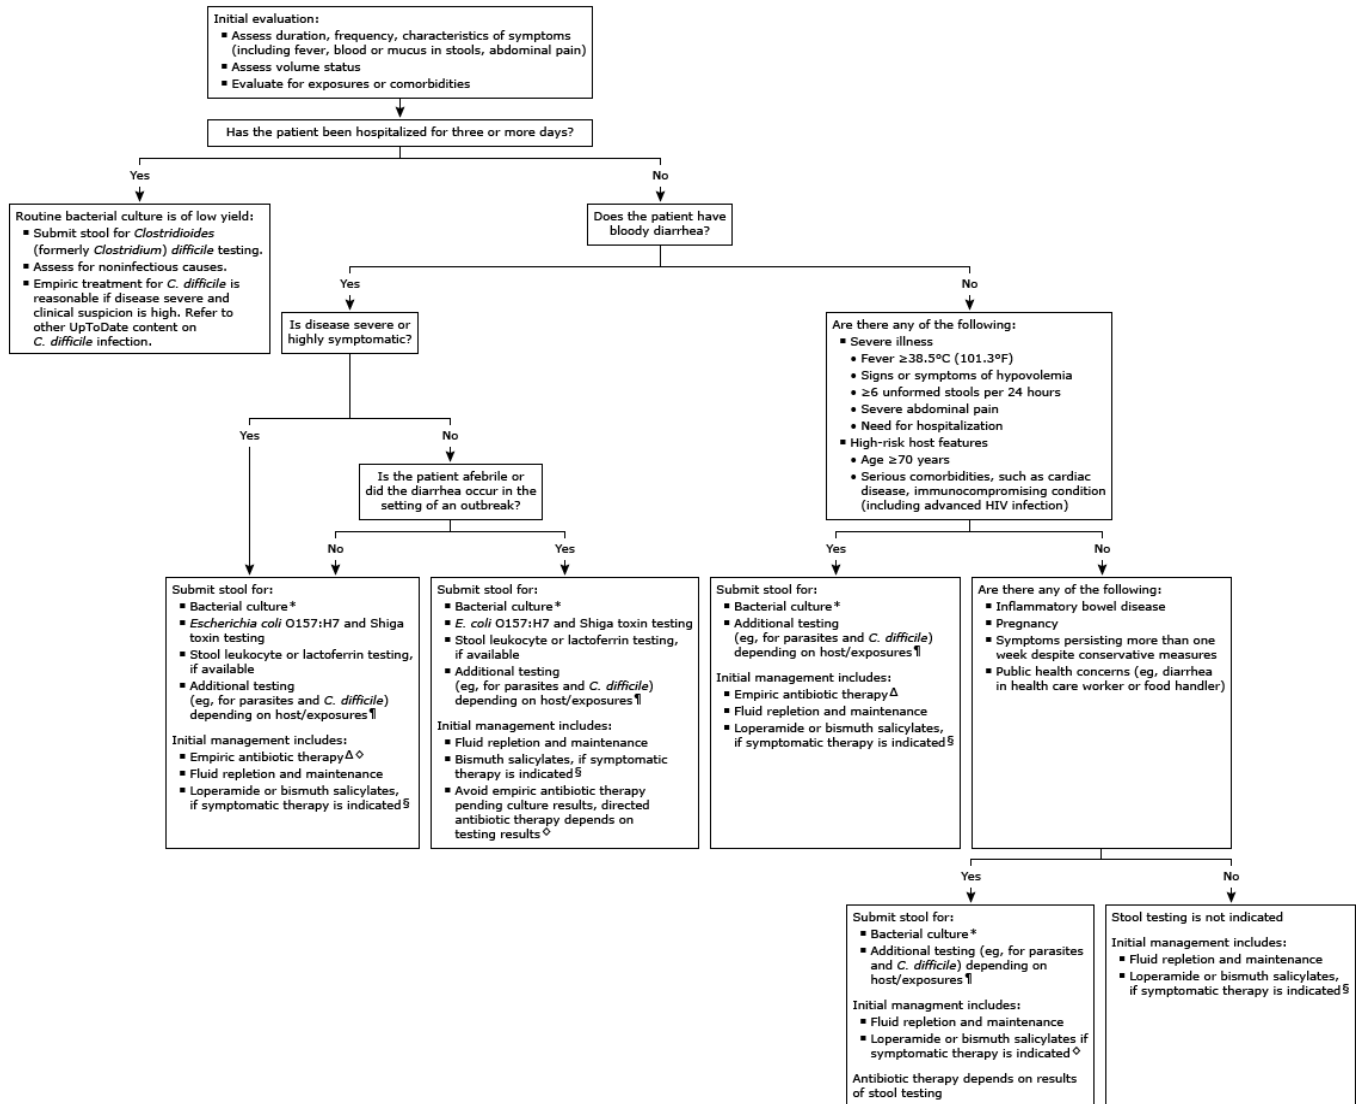 Initial evaluation:
▪ Assess duration, frequency, characteristics of symptoms
(including fever, blood or mucus in stools, abdominal pain)
▪ Assess volume status
▪ Evaluate for exposures or comorbidities
Has the patient been hospitalized for three or more days?
Yes
No
Routine bacterial culture is of low yield:
▪ Submit stool for Clostridioides
(formerly Clostridium) difficile testing.
▪ Assess for noninfectious causes.
▪ Empiric treatment for C. difficile is
reasonable if disease severe and
clinical suspicion is high. Refer to
other UpToDate content on
C. difficile infection.
Does the patient have
bloody diarrhea?
Yes
No
Is disease severe or
highly symptomatic?
Are there any of the following:
▪ Severe illness
• Fever ≥38.5°C (101.3°F)
• Signs or symptoms of hypovolemia
• ≥6 unformed stools per 24 hours
• Severe abdominal pain
• Need for hospitalization
▪ High-risk host features
• Age ≥70 years
• Serious comorbidities, such as cardiac
disease, immunocompromising condition
(including advanced HIV infection)
Yes
No
Is the patient afebrile or
did the diarrhea occur in the
setting of an outbreak?
No
Yes
Yes
No
Submit stool for:
▪ Bacterial culture*
▪ Escherichia coli O157:H7 and Shiga
toxin testing
▪ Stool leukocyte or lactoferrin testing,
if available
▪ Additional testing
(eg, for parasites and C. difficile)
depending on host/exposures¶
Initial management includes:
▪ Empiric antibiotic therapyΔ◇
▪ Fluid repletion and maintenance
▪ Loperamide or bismuth salicylates,
if symptomatic therapy is indicated§
Submit stool for:
▪ Bacterial culture*
▪ E. coli O157:H7 and Shiga toxin testing
▪ Stool leukocyte or lactoferrin testing,
if available
▪ Additional testing
(eg, for parasites and C. difficile)
depending on host/exposures¶
Initial management includes:
▪ Fluid repletion and maintenance
▪ Bismuth salicylates, if symptomatic
therapy is indicated§
▪ Avoid empiric antibiotic therapy
pending culture results, directed
antibiotic therapy depends on
testing results◇
Submit stool for:
▪ Bacterial culture*
▪ Additional testing
(eg, for parasites and C. difficile)
depending on host/exposures¶
Initial management includes:
▪ Empiric antibiotic therapyΔ
▪ Fluid repletion and maintenance
▪ Loperamide or bismuth salicylates,
if symptomatic therapy is indicated§
Are there any of the following:
▪ Inflammatory bowel disease
▪ Pregnancy
▪ Symptoms persisting more than one
week despite conservative measures
▪ Public health concerns (eg, diarrhea
in health care worker or food handler)
Yes
No
Submit stool for:
▪ Bacterial culture*
▪ Additional testing (eg, for parasites
and C. difficile) depending on
host/exposures¶
Initial managment includes:
▪ Fluid repletion and maintenance
▪ Loperamide or bismuth salicylates if
symptomatic therapy is indicated◇
Antibiotic therapy depends on results
of stool testing
Stool testing is not indicated
Initial management includes:
▪ Fluid repletion and maintenance
▪ Loperamide or bismuth salicylates,
if symptomatic therapy is indicated§